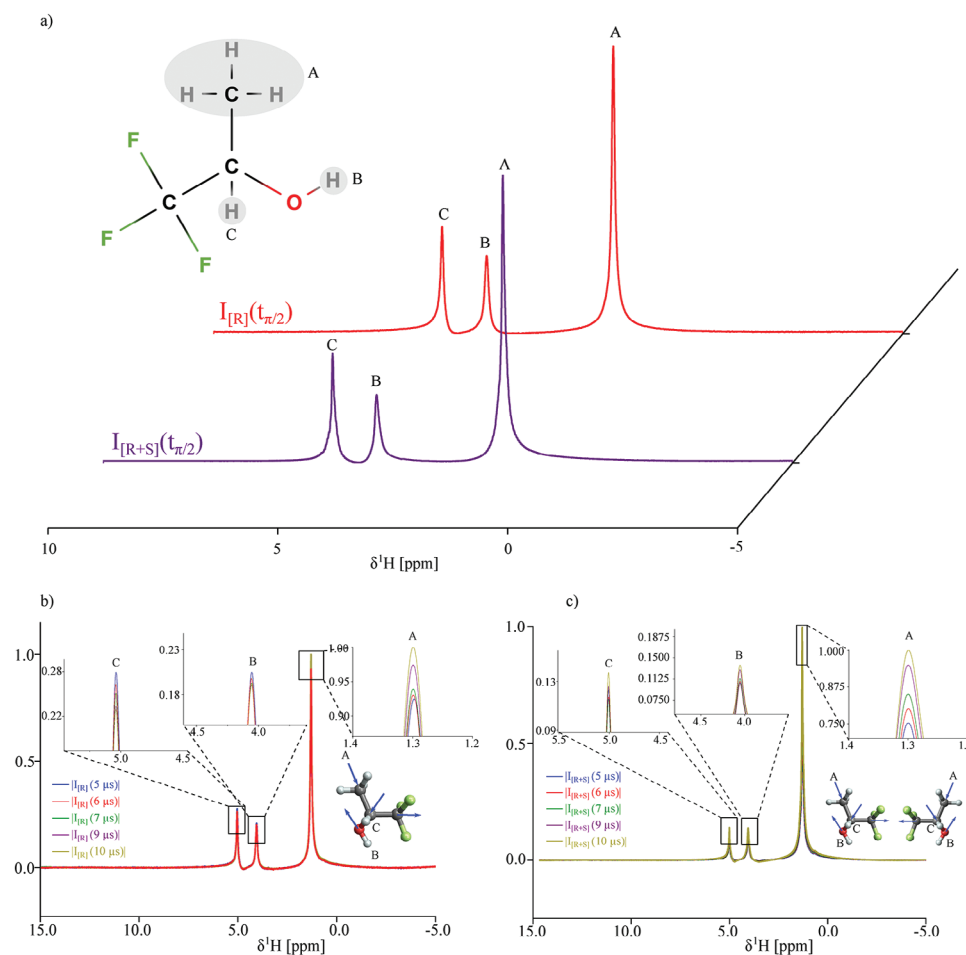 a)
A
H
A
H C H
F
C
H B
C
O
H
F
C
F
A
C
B
I[R](tπ/2)
Λ
C
B
I[R+S](tπ/2)
10 5 0 -5
δ¹H [ppm]
b)
1.0
0.5
0.0
15.0 10.0 5.0 0.0 -5.0
δ¹H [ppm]
C
0.28
0.22
5.0
B
0.23
0.18
4.5 4.0
A
1.00
0.95
0.90
1.4 1.3 1.2
|I[R] (5 μs)|
|I[R] (6 μs)|
|I[R] (7 μs)|
|I[R] (9 μs)|
|I[R] (10 μs)|
A
C
B
c)
1.0
0.5
0.0
15.0 10.0 5.0 0.0 -5.0
δ¹H [ppm]
C
0.13
0.09
5.5 5.0 4.5
B
0.1875
0.1500
0.1125
0.0750
4.5 4.0
A
1.000
0.875
0.750
1.4 1.3
|I[R+S] (5 μs)|
|I[R+S] (6 μs)|
|I[R+S] (7 μs)|
|I[R+S] (9 μs)|
|I[R+S] (10 μs)|
A A
C C
B B